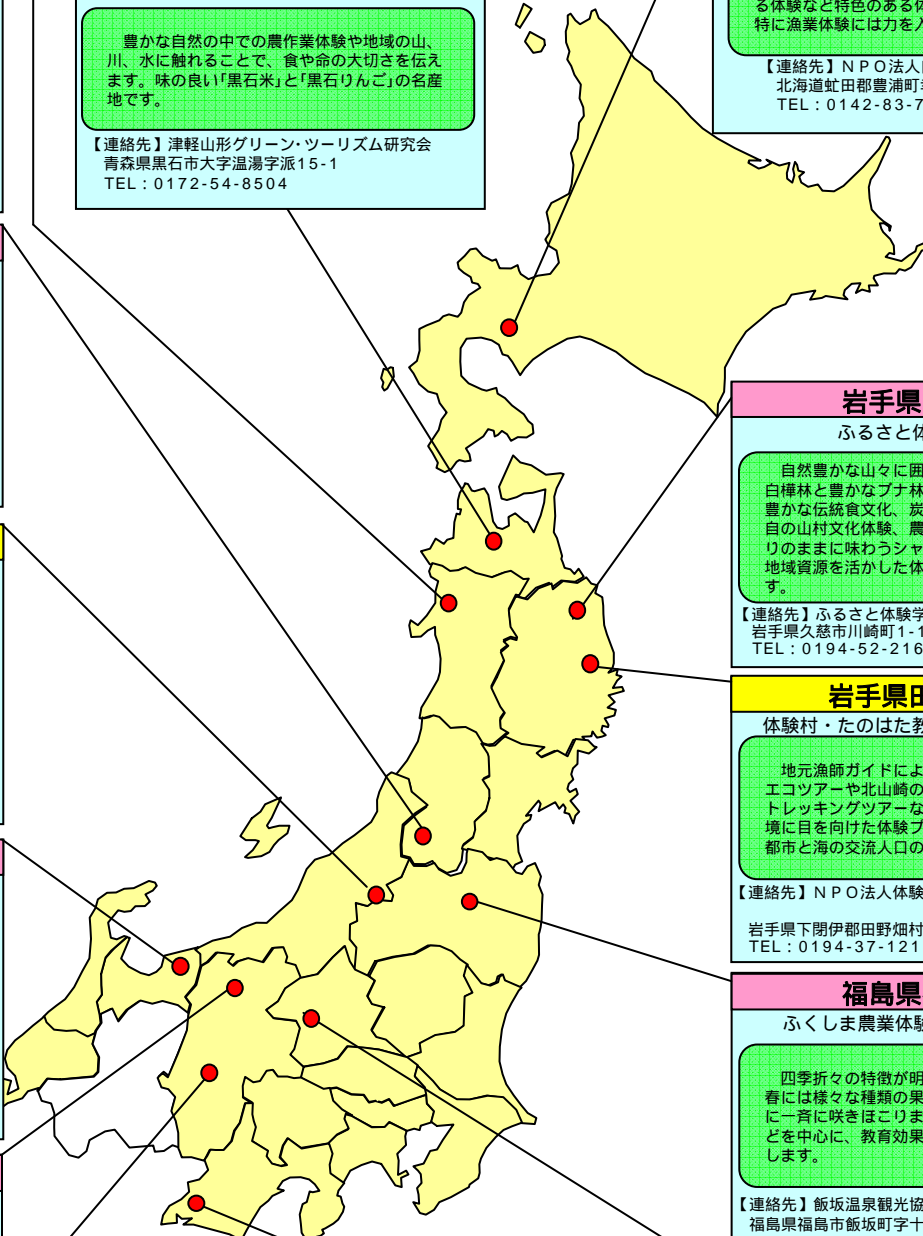 豊かな自然の中での農作業体験や地域の山、
川、水に触れることで、食や命の大切さを伝え
ます。味の良い「黒石米」と「黒石りんご」の名産
地です。
【連絡先】津軽山形グリーン・ツーリズム研究会
青森県黒石市大字温湯字派15-1
TEL：0172-54-8504
る体験など特色のある体
特に漁業体験には力を入
【連絡先】ＮＰＯ法人
北海道虻田郡豊浦町
TEL：0142-83-7
岩手県
ふるさと体
自然豊かな山々に囲
白樺林と豊かなブナ林
豊かな伝統食文化、炭
自の山村文化体験、農
りのままに味わうシャ
地域資源を活かした体
す。
【連絡先】ふるさと体験学
岩手県久慈市川崎町1-1
TEL：0194-52-216
岩手県田
体験村・たのはた教
地元漁師ガイドによ
エコツアーや北山崎の
トレッキングツアーな
境に目を向けた体験プ
都市と海の交流人口の
【連絡先】ＮＰＯ法人体験
岩手県下閉伊郡田野畑村
TEL：0194-37-121
福島県
ふくしま農業体験
四季折々の特徴が明
春には様々な種類の果
に一斉に咲きほこりま
どを中心に、教育効果
します。
【連絡先】飯坂温泉観光協
福島県福島市飯坂町字十